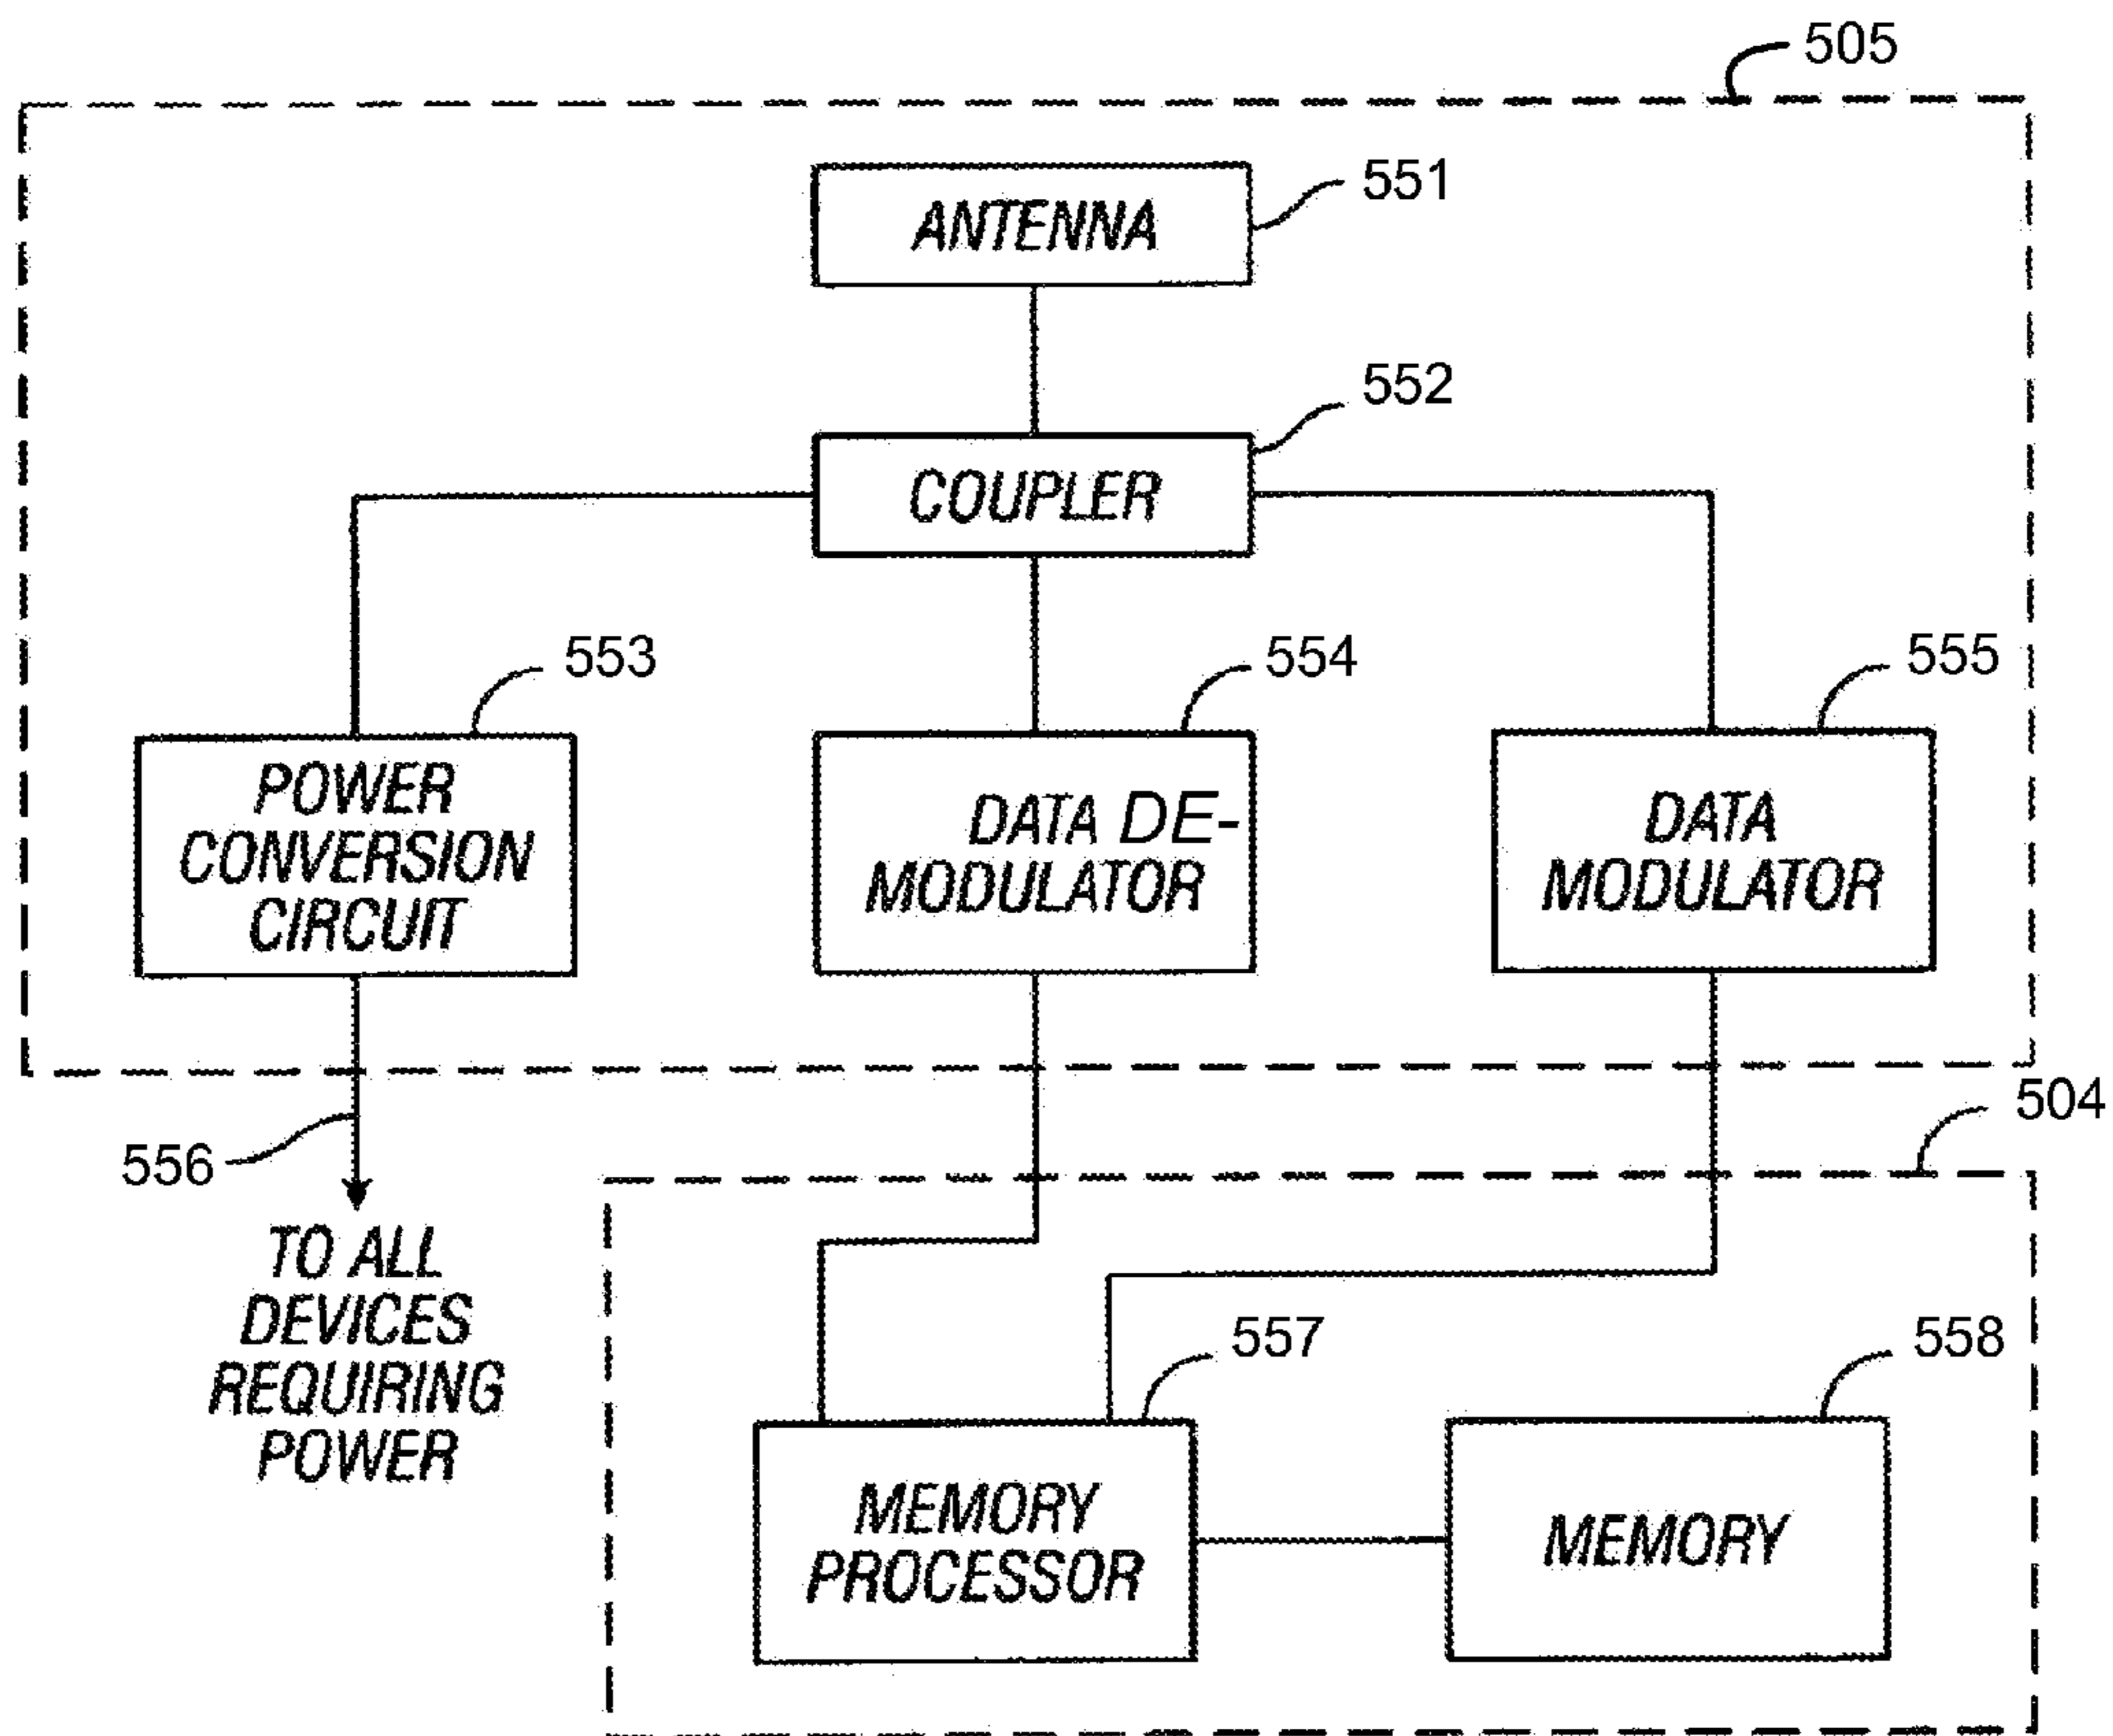 505
ANTENNA
551
COUPLER
552
553
554
555
POWER
CONVERSION
CIRCUIT
DATA DE-
MODULATOR
DATA
MODULATOR
504
556
TO ALL
DEVICES
REQUIRING
POWER
557
558
MEMORY
PROCESSOR
MEMORY